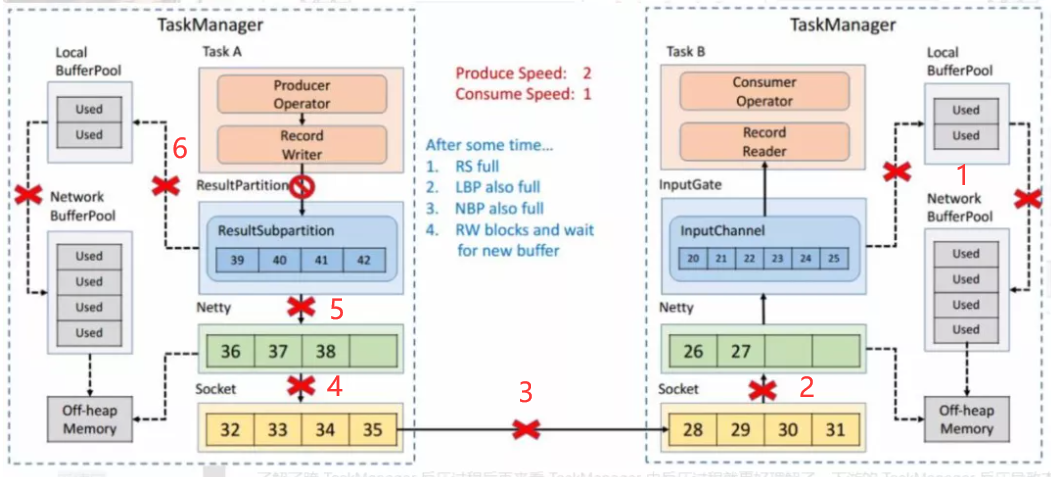 TaskManager
Local
BufferPool
Used
Used
Network
BufferPool
Used
Used
Used
Used
Off-heap
Memory
6
Task A
Producer
Operator
Record
Writer
ResultPartition
ResultSubpartition
39 40 41 42
5
Netty
36 37 38
4
Socket
32 33 34 35
Produce Speed: 2
Consume Speed: 1
After some time...
1. RS full
2. LBP also full
3. NBP also full
4. RW blocks and wait
for new buffer
3
TaskManager
Task B
Consumer
Operator
Record
Reader
InputGate
InputChannel
20 21 22 23 24 25
Netty
26 27
2
Socket
28 29 30 31
Local
BufferPool
Used
Used
1
Network
BufferPool
Used
Used
Used
Used
Off-heap
Memory